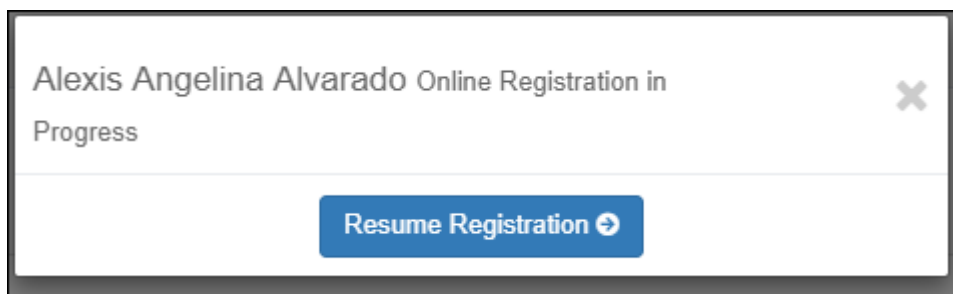 Alexis Angelina Alvarado Online Registration in
Progress
Resume Registration